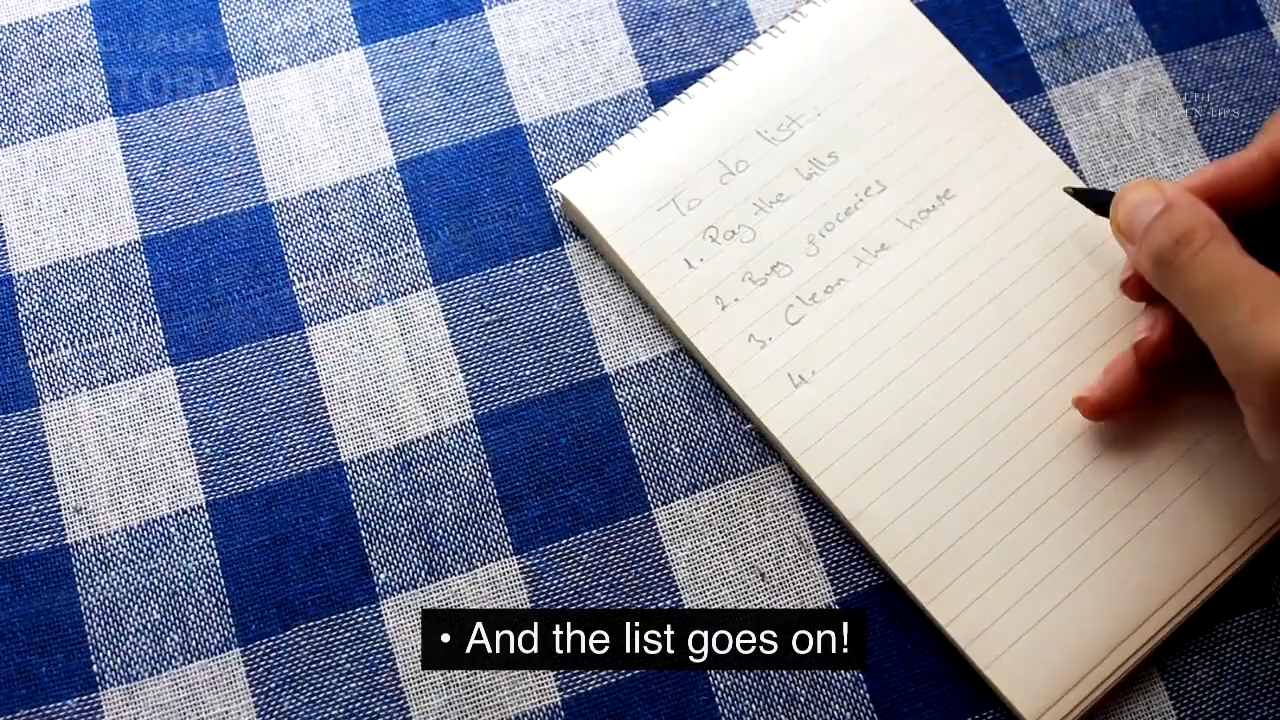 To do list.
1. Pay the bills
2. Buy groceries
3. Clean the house
4.
• And the list goes on!